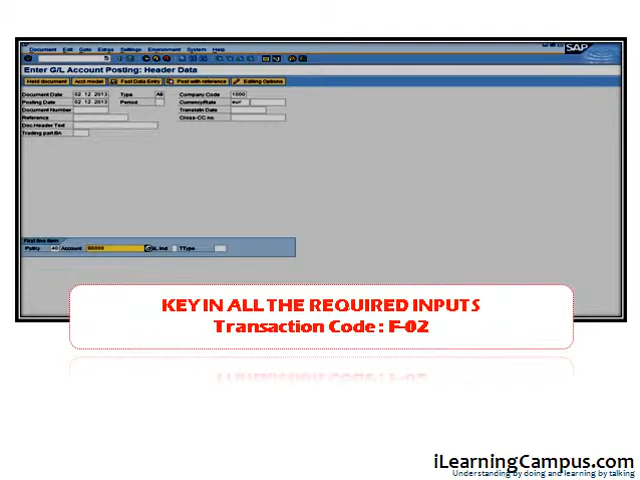 Document Edit Goto Extras Settings Environment System Help
SAP
Enter G/L Account Posting: Header Data
Held document Acct model Fast Data Entry Post with reference Editing Options
Document Date 02 12 2013 Type AB Company Code 1000
Posting Date 02 12 2013 Period Currency/Rate eur
Document Number Translatn Date
Reference Cross-CC no.
Doc.Header Text
Trading part.BA
First line item
PstKy 40 Account SL Ind TType
KEY IN ALL THE REQUIRED INPUTS
Transaction Code : F-02
iLearningCampus.com
Understanding by doing and learning by talking